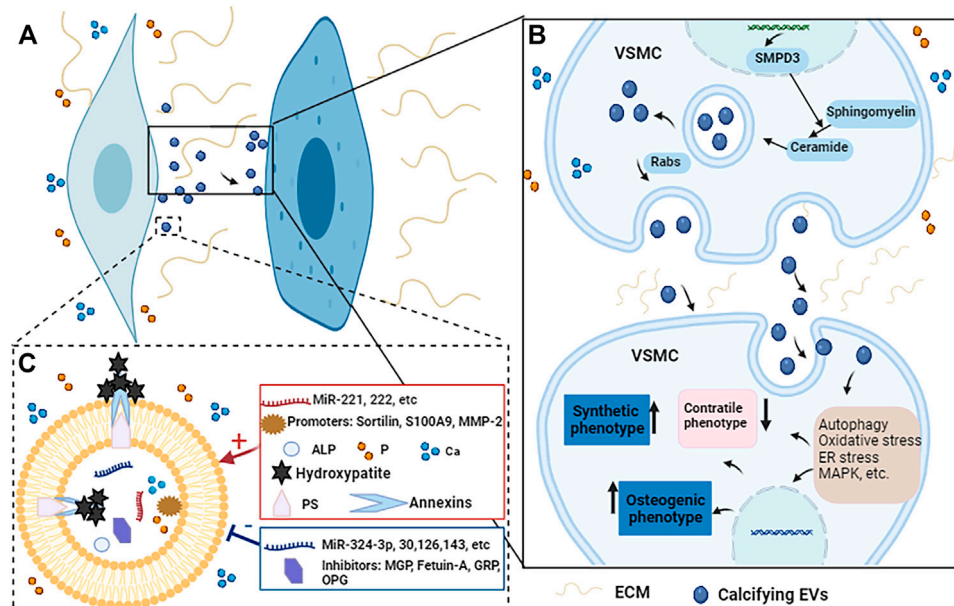 A
B
VSMC
SMPD3
Sphingomyelin
Ceramide
Rabs
VSMC
Synthetic
phenotype
Contratile
phenotype
Autophagy
Oxidative stress
ER stress
MAPK, etc.
Osteogenic
phenotype
C
+
MiR-221, 222, etc
Promoters: Sortilin, S100A9, MMP-2
ALP
P
Ca
Hydroxypatite
PS
Annexins
-
MiR-324-3p, 30,126,143, etc
Inhibitors: MGP, Fetuin-A, GRP,
OPG
ECM
Calcifying EVs